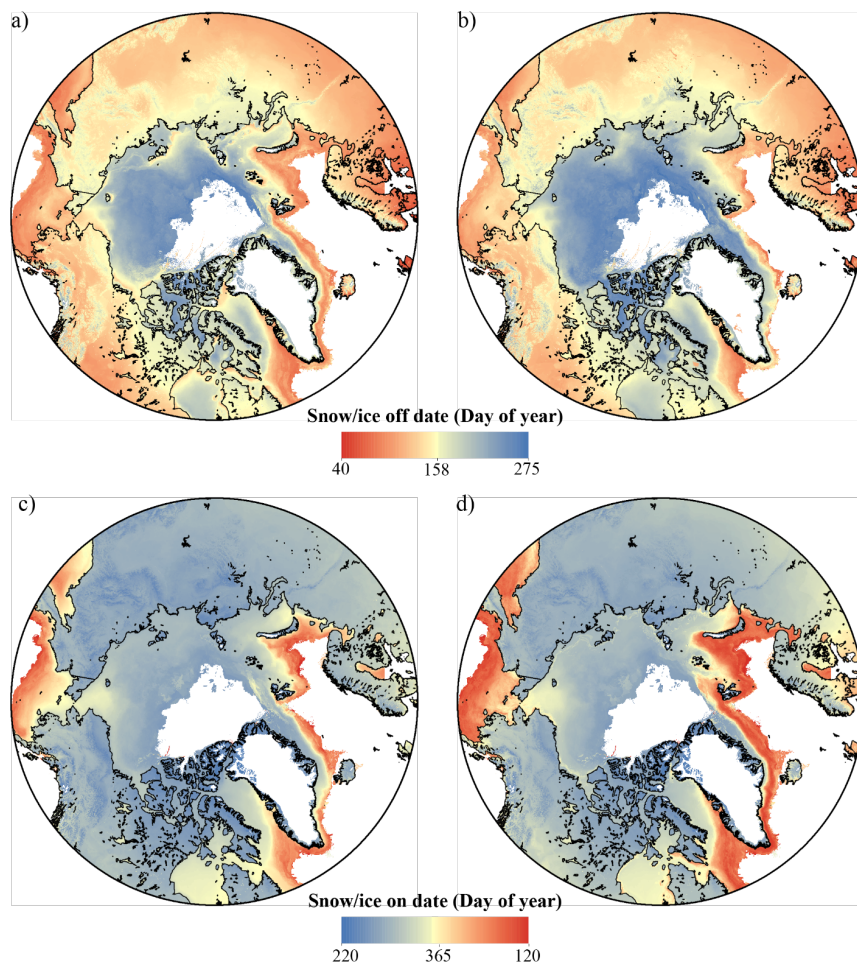 a)
b)
Snow/ice off date (Day of year)
40
158
275
c)
d)
Snow/ice on date (Day of year)
220
365
120